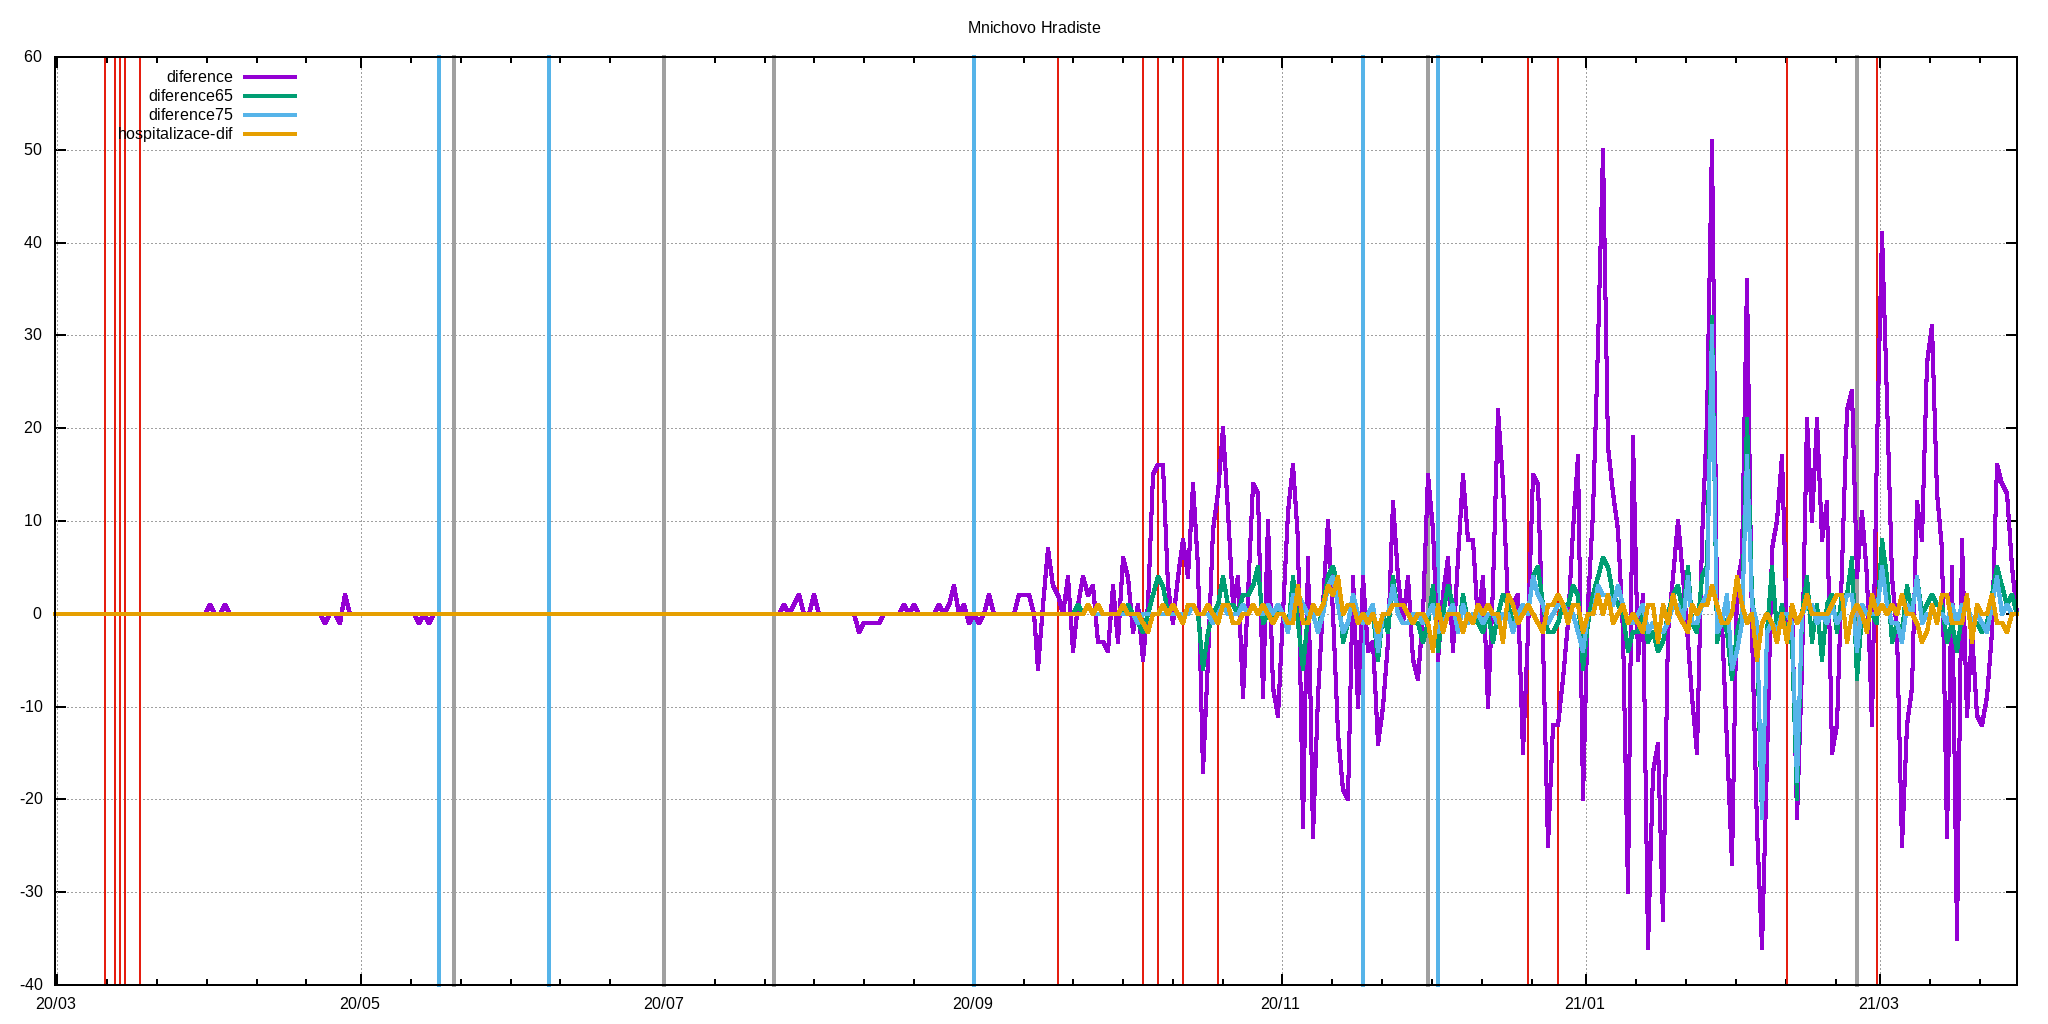 Mnichovo Hradiste
60
50
40
30
20
10
0
-10
-20
-30
-40
diference
diference65
diference75
hospitalizace-dif
20/03 20/05 20/07 20/09 20/11 21/01 21/03